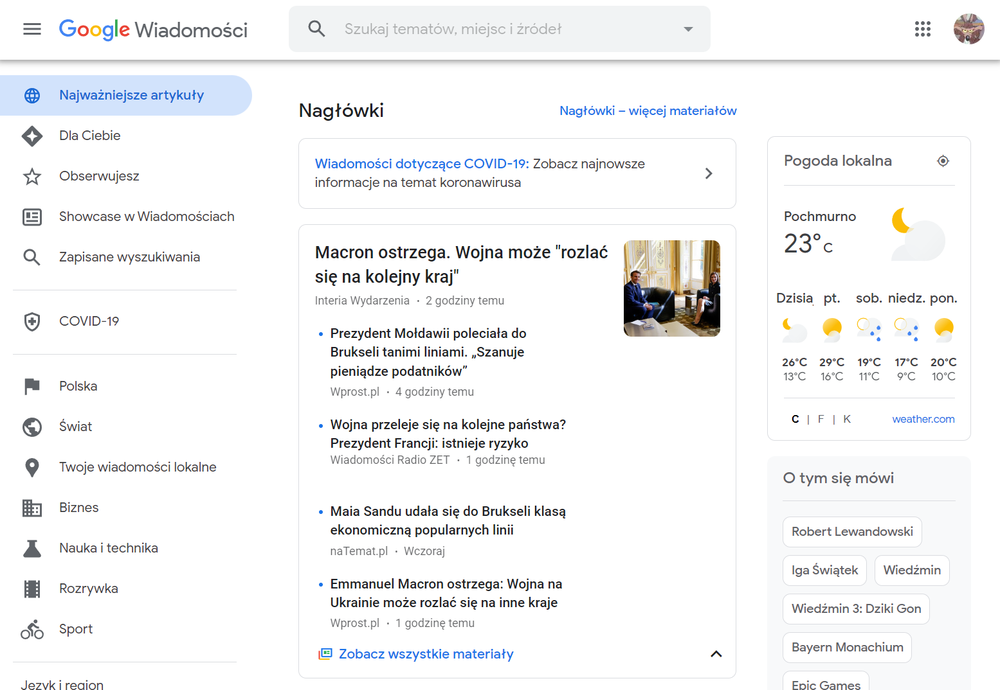 Google Wiadomości
Szukaj tematów, miejsc i źródeł
Najważniejsze artykuły
Dla Ciebie
Obserwujesz
Showcase w Wiadomościach
Zapisane wyszukiwania
COVID-19
Polska
Świat
Twoje wiadomości lokalne
Biznes
Nauka i technika
Rozrywka
Sport
Język i region
Nagłówki
Nagłówki – więcej materiałów
Wiadomości dotyczące COVID-19: Zobacz najnowsze
informacje na temat koronawirusa
Macron ostrzega. Wojna może "rozlać
się na kolejny kraj"
Interia Wydarzenia • 2 godziny temu
Prezydent Mołdawii poleciała do
Brukseli tanimi liniami. „Szanuje
pieniądze podatników”
Wprost.pl • 4 godziny temu
Wojna przeleje się na kolejne państwa?
Prezydent Francji: istnieje ryzyko
Wiadomości Radio ZET • 1 godzinę temu
Maia Sandu udała się do Brukseli klasą
ekonomiczną popularnych linii
naTemat.pl • Wczoraj
Emmanuel Macron ostrzega: Wojna na
Ukrainie może rozlać się na inne kraje
Wprost.pl • 1 godzinę temu
Zobacz wszystkie materiały
Pogoda lokalna
Pochmurno
23°C
Dzisiaj pt. sob. niedz. pon.
26°C 29°C 19°C 17°C 20°C
13°C 16°C 11°C 9°C 10°C
C | F | K weather.com
O tym się mówi
Robert Lewandowski
Iga Świątek Wiedźmin
Wiedźmin 3: Dziki Gon
Bayern Monachium
Epic Games